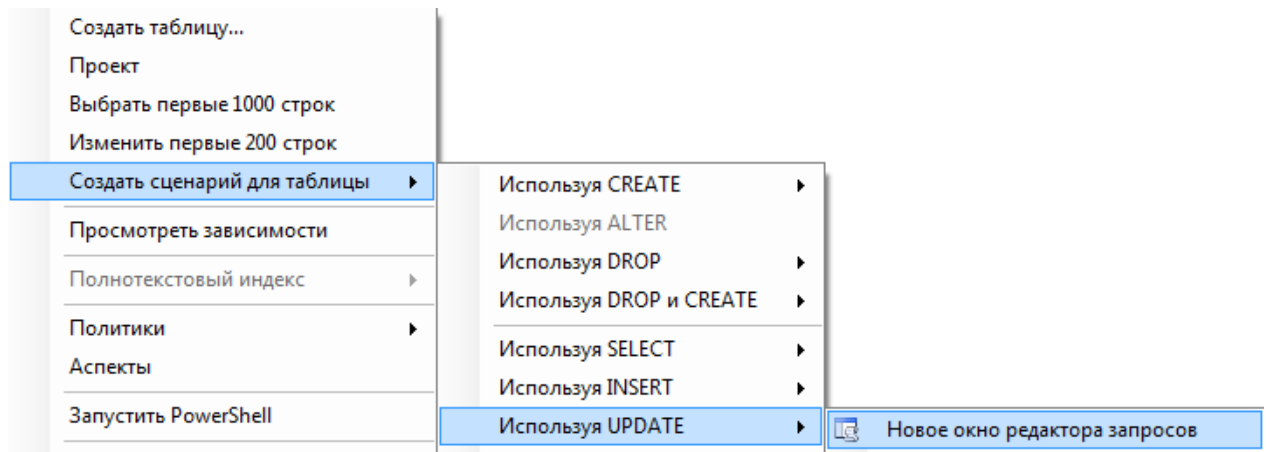 Создать таблицу...
Проект
Выбрать первые 1000 строк
Изменить первые 200 строк
Создать сценарий для таблицы
Просмотреть зависимости
Полнотекстовый индекс
Политики
Аспекты
Запустить PowerShell
Используя CREATE
Используя ALTER
Используя DROP
Используя DROP и CREATE
Используя SELECT
Используя INSERT
Используя UPDATE
Новое окно редактора запросов